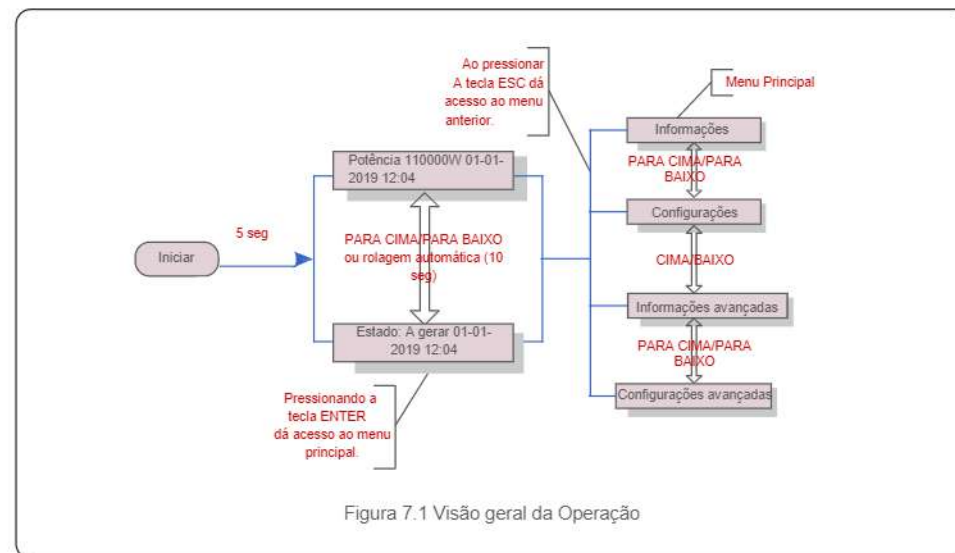 Iniciar
5 seg
Potência 110000W 01-01-
2019 12:04
PARA CIMA/PARA BAIXO
ou rolagem automática (10
seg)
Estado: A gerar 01-01-
2019 12:04
Pressionando a
tecla ENTER
dá acesso ao menu
principal.
Ao pressionar
A tecla ESC dá
acesso ao menu
anterior.
Menu Principal
Informações
PARA CIMA/PARA
BAIXO
Configurações
CIMA/BAIXO
Informações avançadas
PARA CIMA/PARA
BAIXO
Configurações avançadas
Figura 7.1 Visão geral da Operação